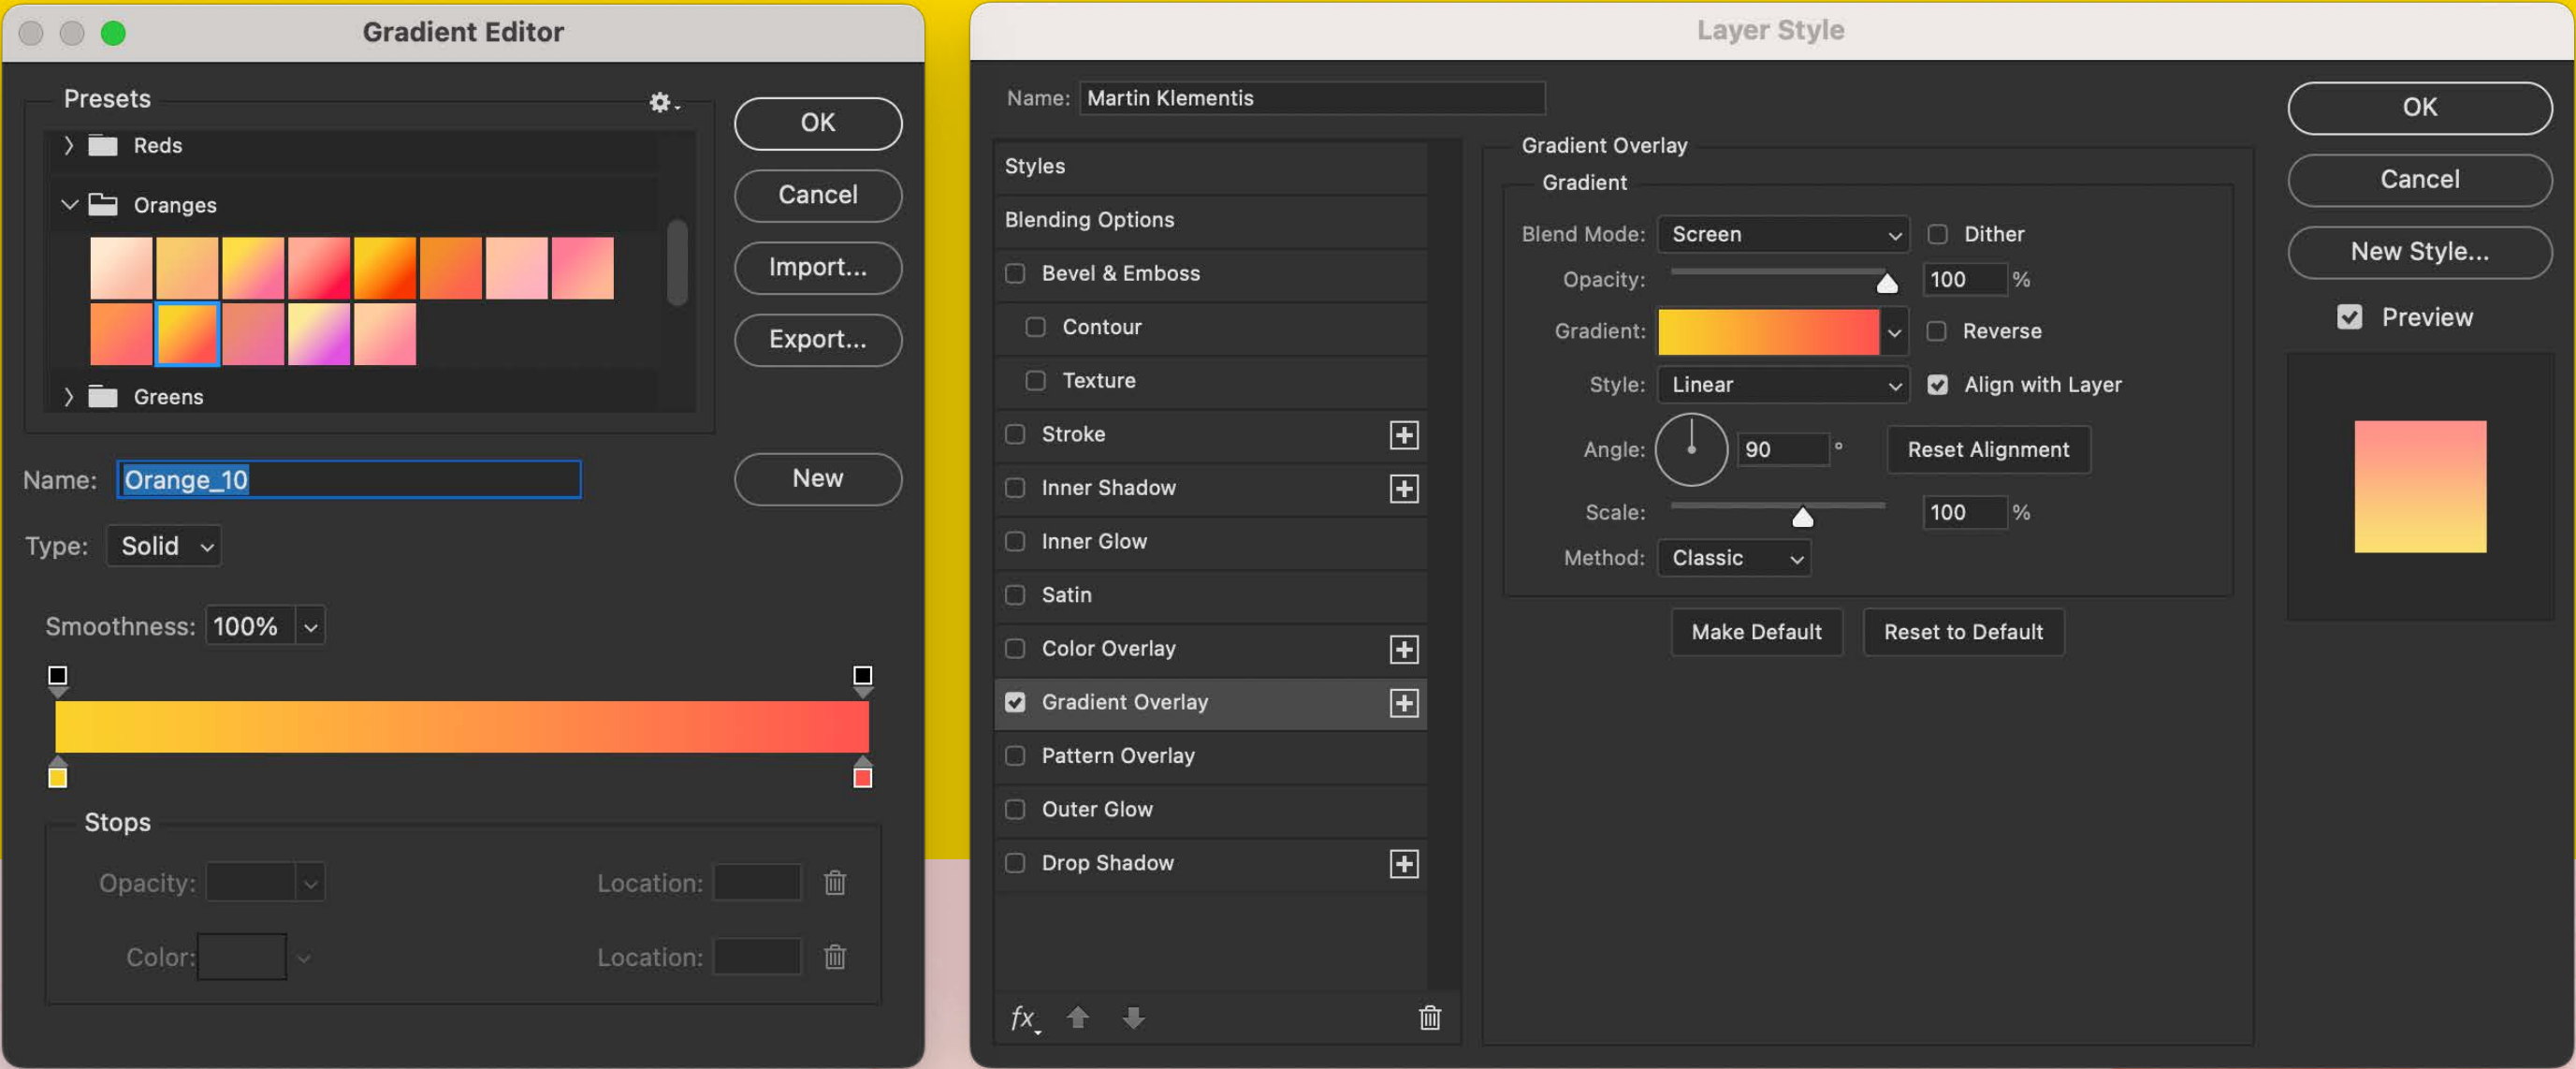 Gradient Editor
Presets
Reds
Oranges
Greens
OK
Cancel
Import...
Export...
Name: Orange_10
New
Type: Solid
Smoothness: 100%
Stops
Opacity:
Location:
Color:
Location:
Layer Style
Name: Martin Klementis
Styles
Blending Options
Bevel & Emboss
Contour
Texture
Stroke
Inner Shadow
Inner Glow
Satin
Color Overlay
Gradient Overlay
Pattern Overlay
Outer Glow
Drop Shadow
fx
Gradient Overlay
Gradient
Blend Mode: Screen
Dither
Opacity: 100 %
Gradient:
Reverse
Style: Linear
Align with Layer
Angle: 90 °
Reset Alignment
Scale: 100 %
Method: Classic
Make Default
Reset to Default
OK
Cancel
New Style...
Preview